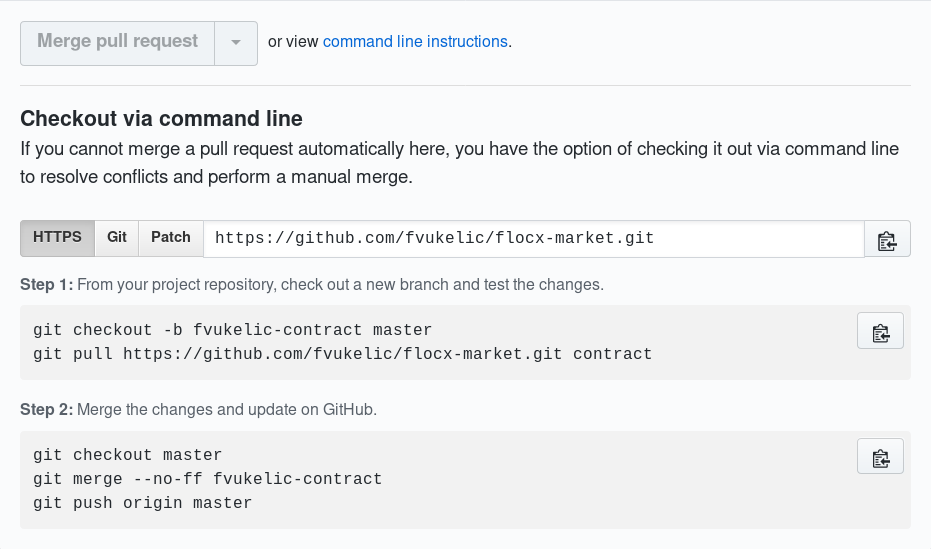 Merge pull request or view command line instructions.
Checkout via command line
If you cannot merge a pull request automatically here, you have the option of checking it out via command line
to resolve conflicts and perform a manual merge.
HTTPS Git Patch https://github.com/fvukelic/flocx-market.git
Step 1: From your project repository, check out a new branch and test the changes.
git checkout -b fvukelic-contract master
git pull https://github.com/fvukelic/flocx-market.git contract
Step 2: Merge the changes and update on GitHub.
git checkout master
git merge --no-ff fvukelic-contract
git push origin master